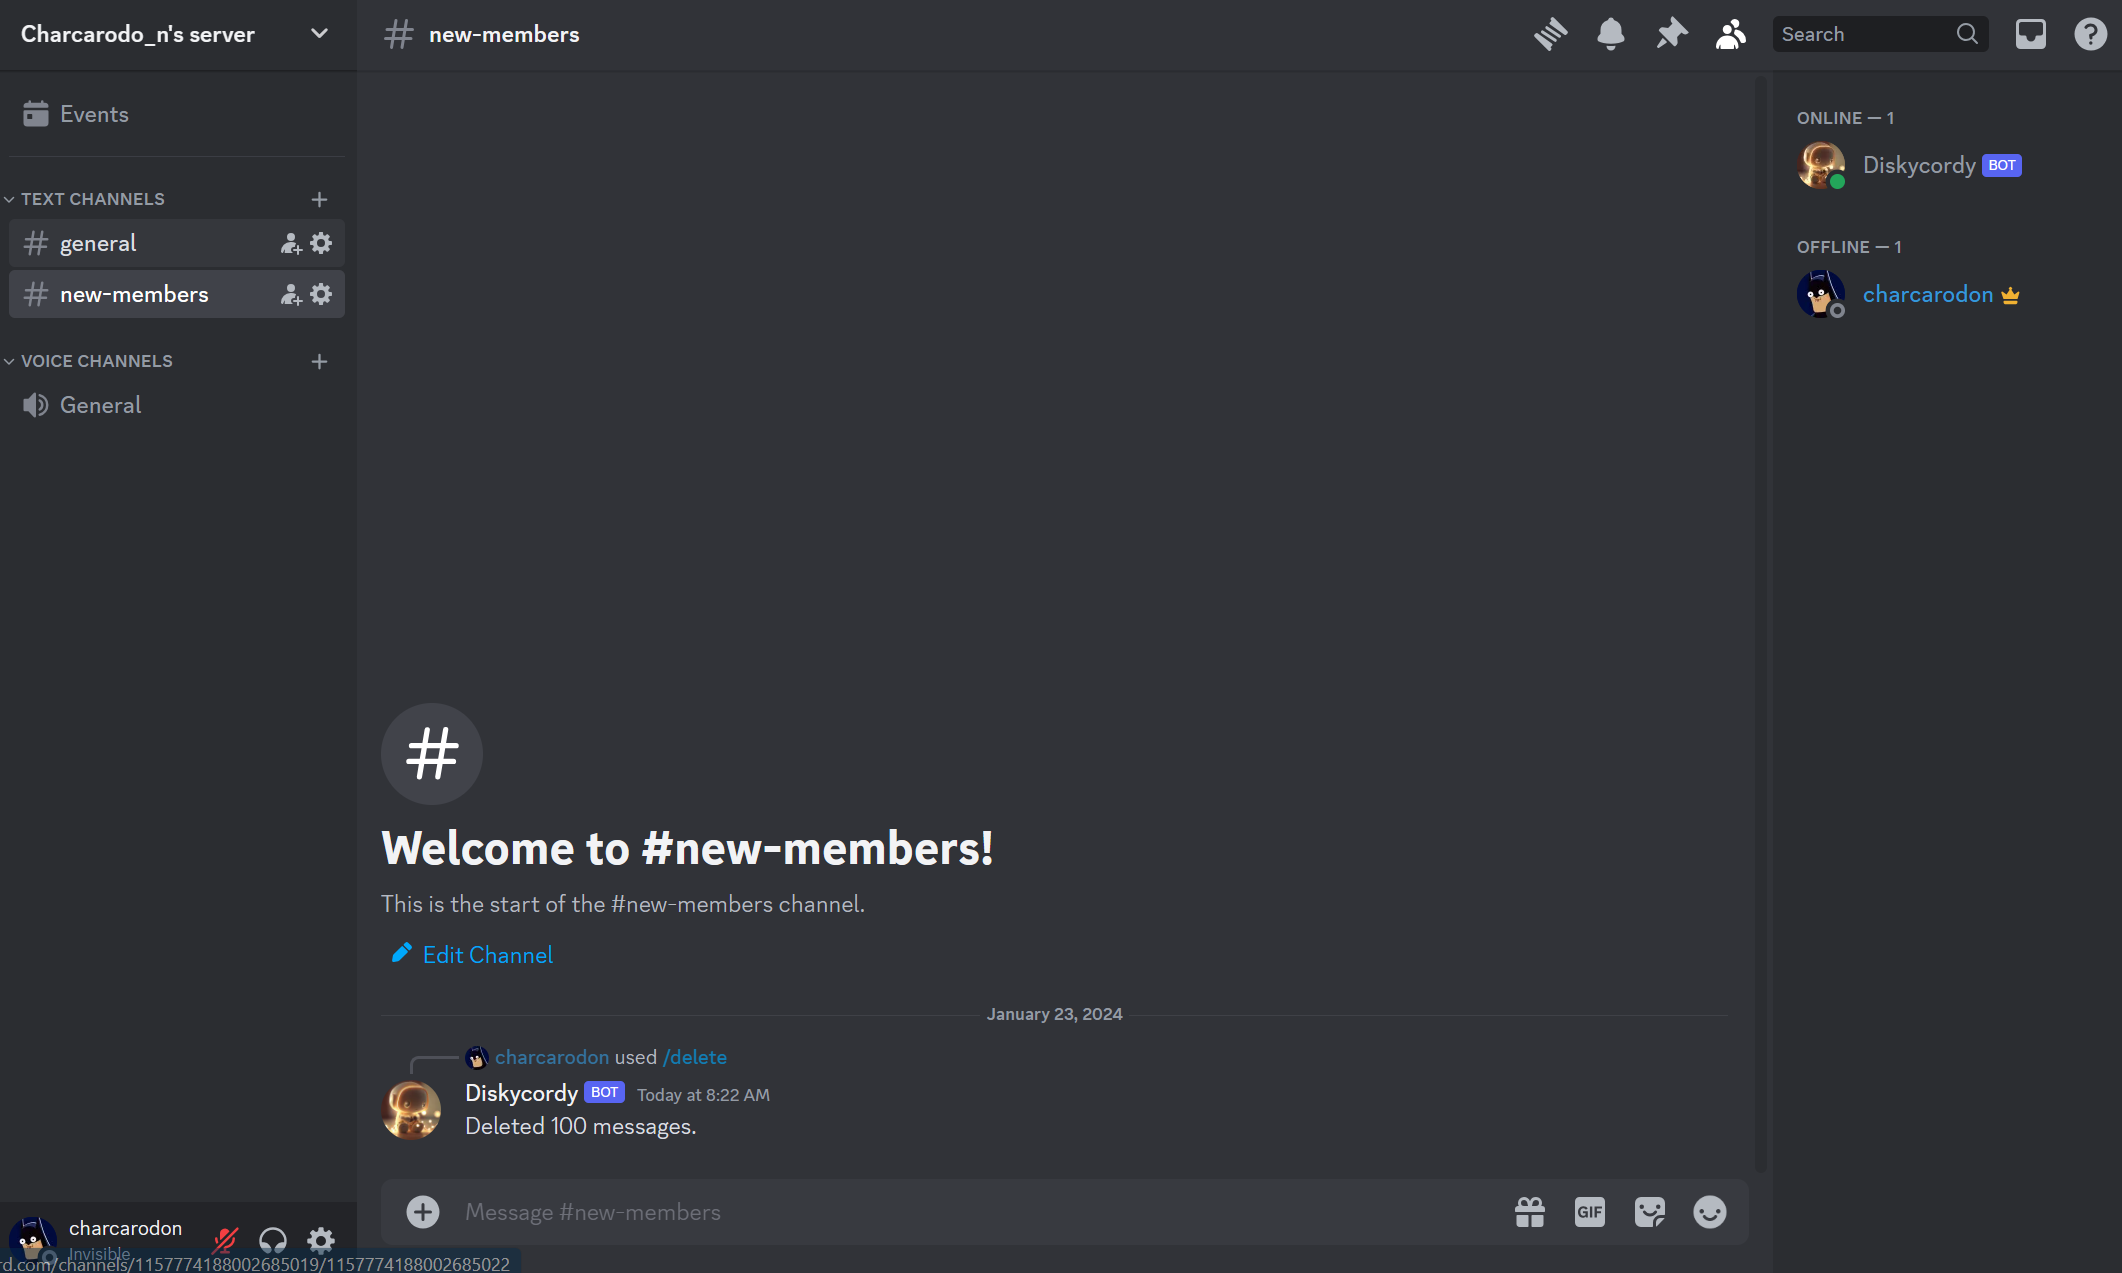 Charcarodo_n's server
new-members
Search
Events
TEXT CHANNELS
general
new-members
VOICE CHANNELS
General
Welcome to #new-members!
This is the start of the #new-members channel.
Edit Channel
January 23, 2024
charcarodon used /delete
Diskycordy BOT Today at 8:22 AM
Deleted 100 messages.
Message #new-members
GIF
ONLINE — 1
Diskycordy BOT
OFFLINE — 1
charcarodon
charcarodon
Invisible
rd.com/channels/1157774188002685019/1157774188002685022